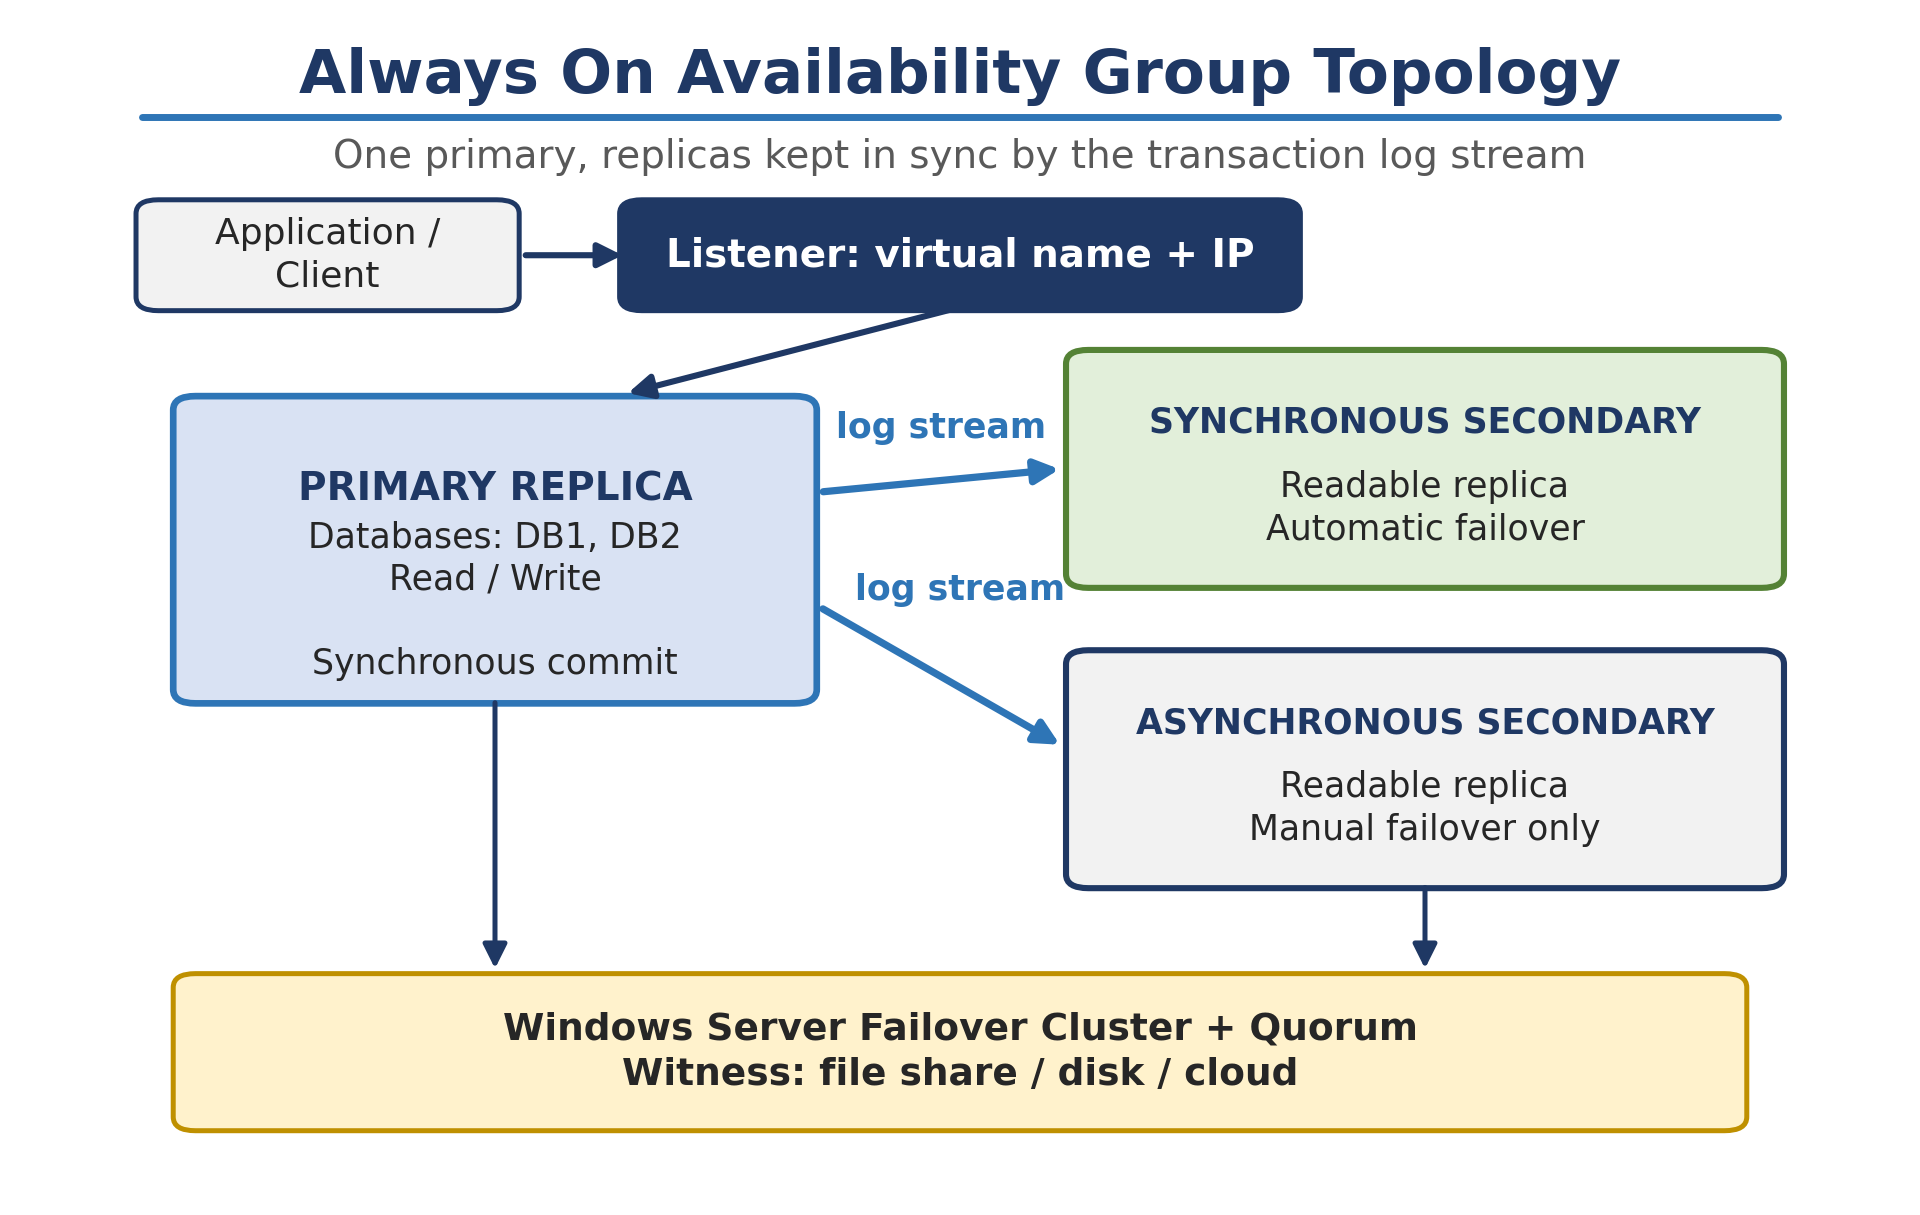 Always On Availability Group Topology
One primary, replicas kept in sync by the transaction log stream
Application /
Client
Listener: virtual name + IP
PRIMARY REPLICA
Databases: DB1, DB2
Read / Write
Synchronous commit
log stream
log stream
SYNCHRONOUS SECONDARY
Readable replica
Automatic failover
ASYNCHRONOUS SECONDARY
Readable replica
Manual failover only
Windows Server Failover Cluster + Quorum
Witness: file share / disk / cloud